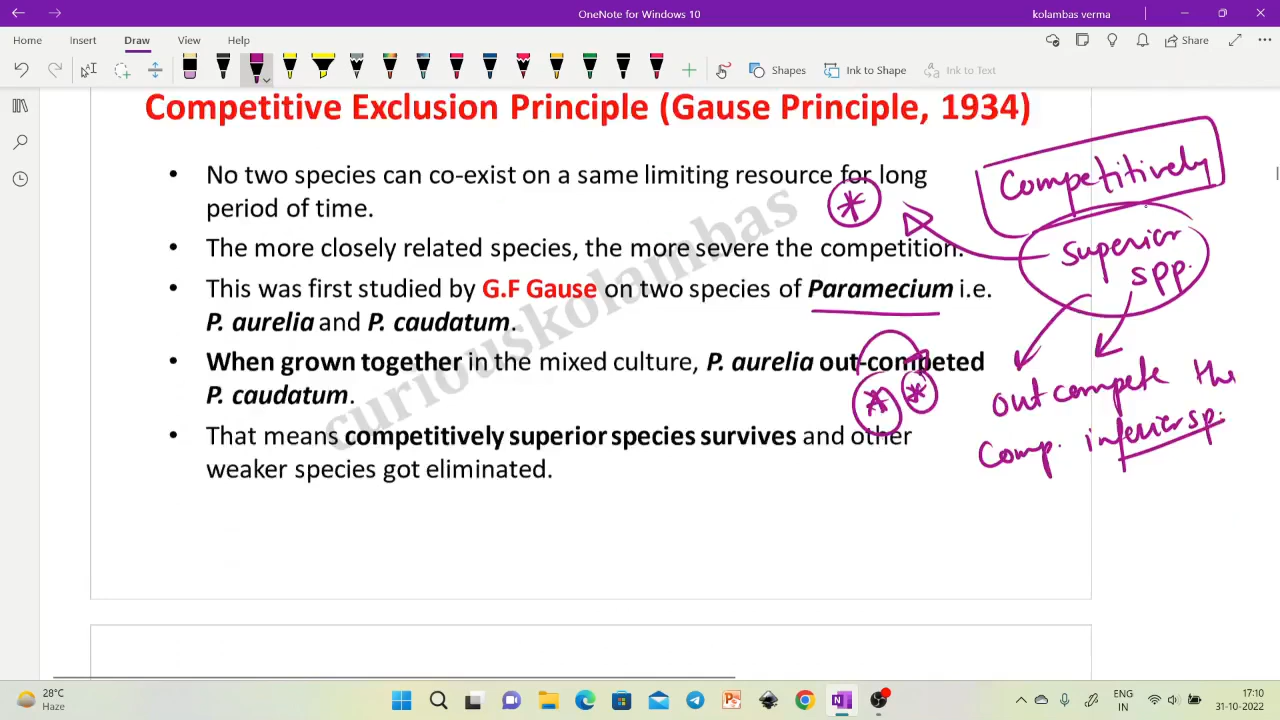 OneNote for Windows 10
kolambas verma
Home Insert Draw View Help
Share
Shapes
Ink to Shape
Ink to Text
Competitive Exclusion Principle (Gause Principle, 1934)
• No two species can co-exist on a same limiting resource for long
period of time.
• The more closely related species, the more severe the competition.
• This was first studied by G.F Gause on two species of Paramecium i.e.
P. aurelia and P. caudatum.
• When grown together in the mixed culture, P. aurelia out-competed
P. caudatum.
• That means competitively superior species survives and other
weaker species got eliminated.
curiouskolambas
Competitively
superior
spp.
outcompete the
Comp. inferior sp.
28°C
Haze
ENG
IN
17:10
31-10-2022